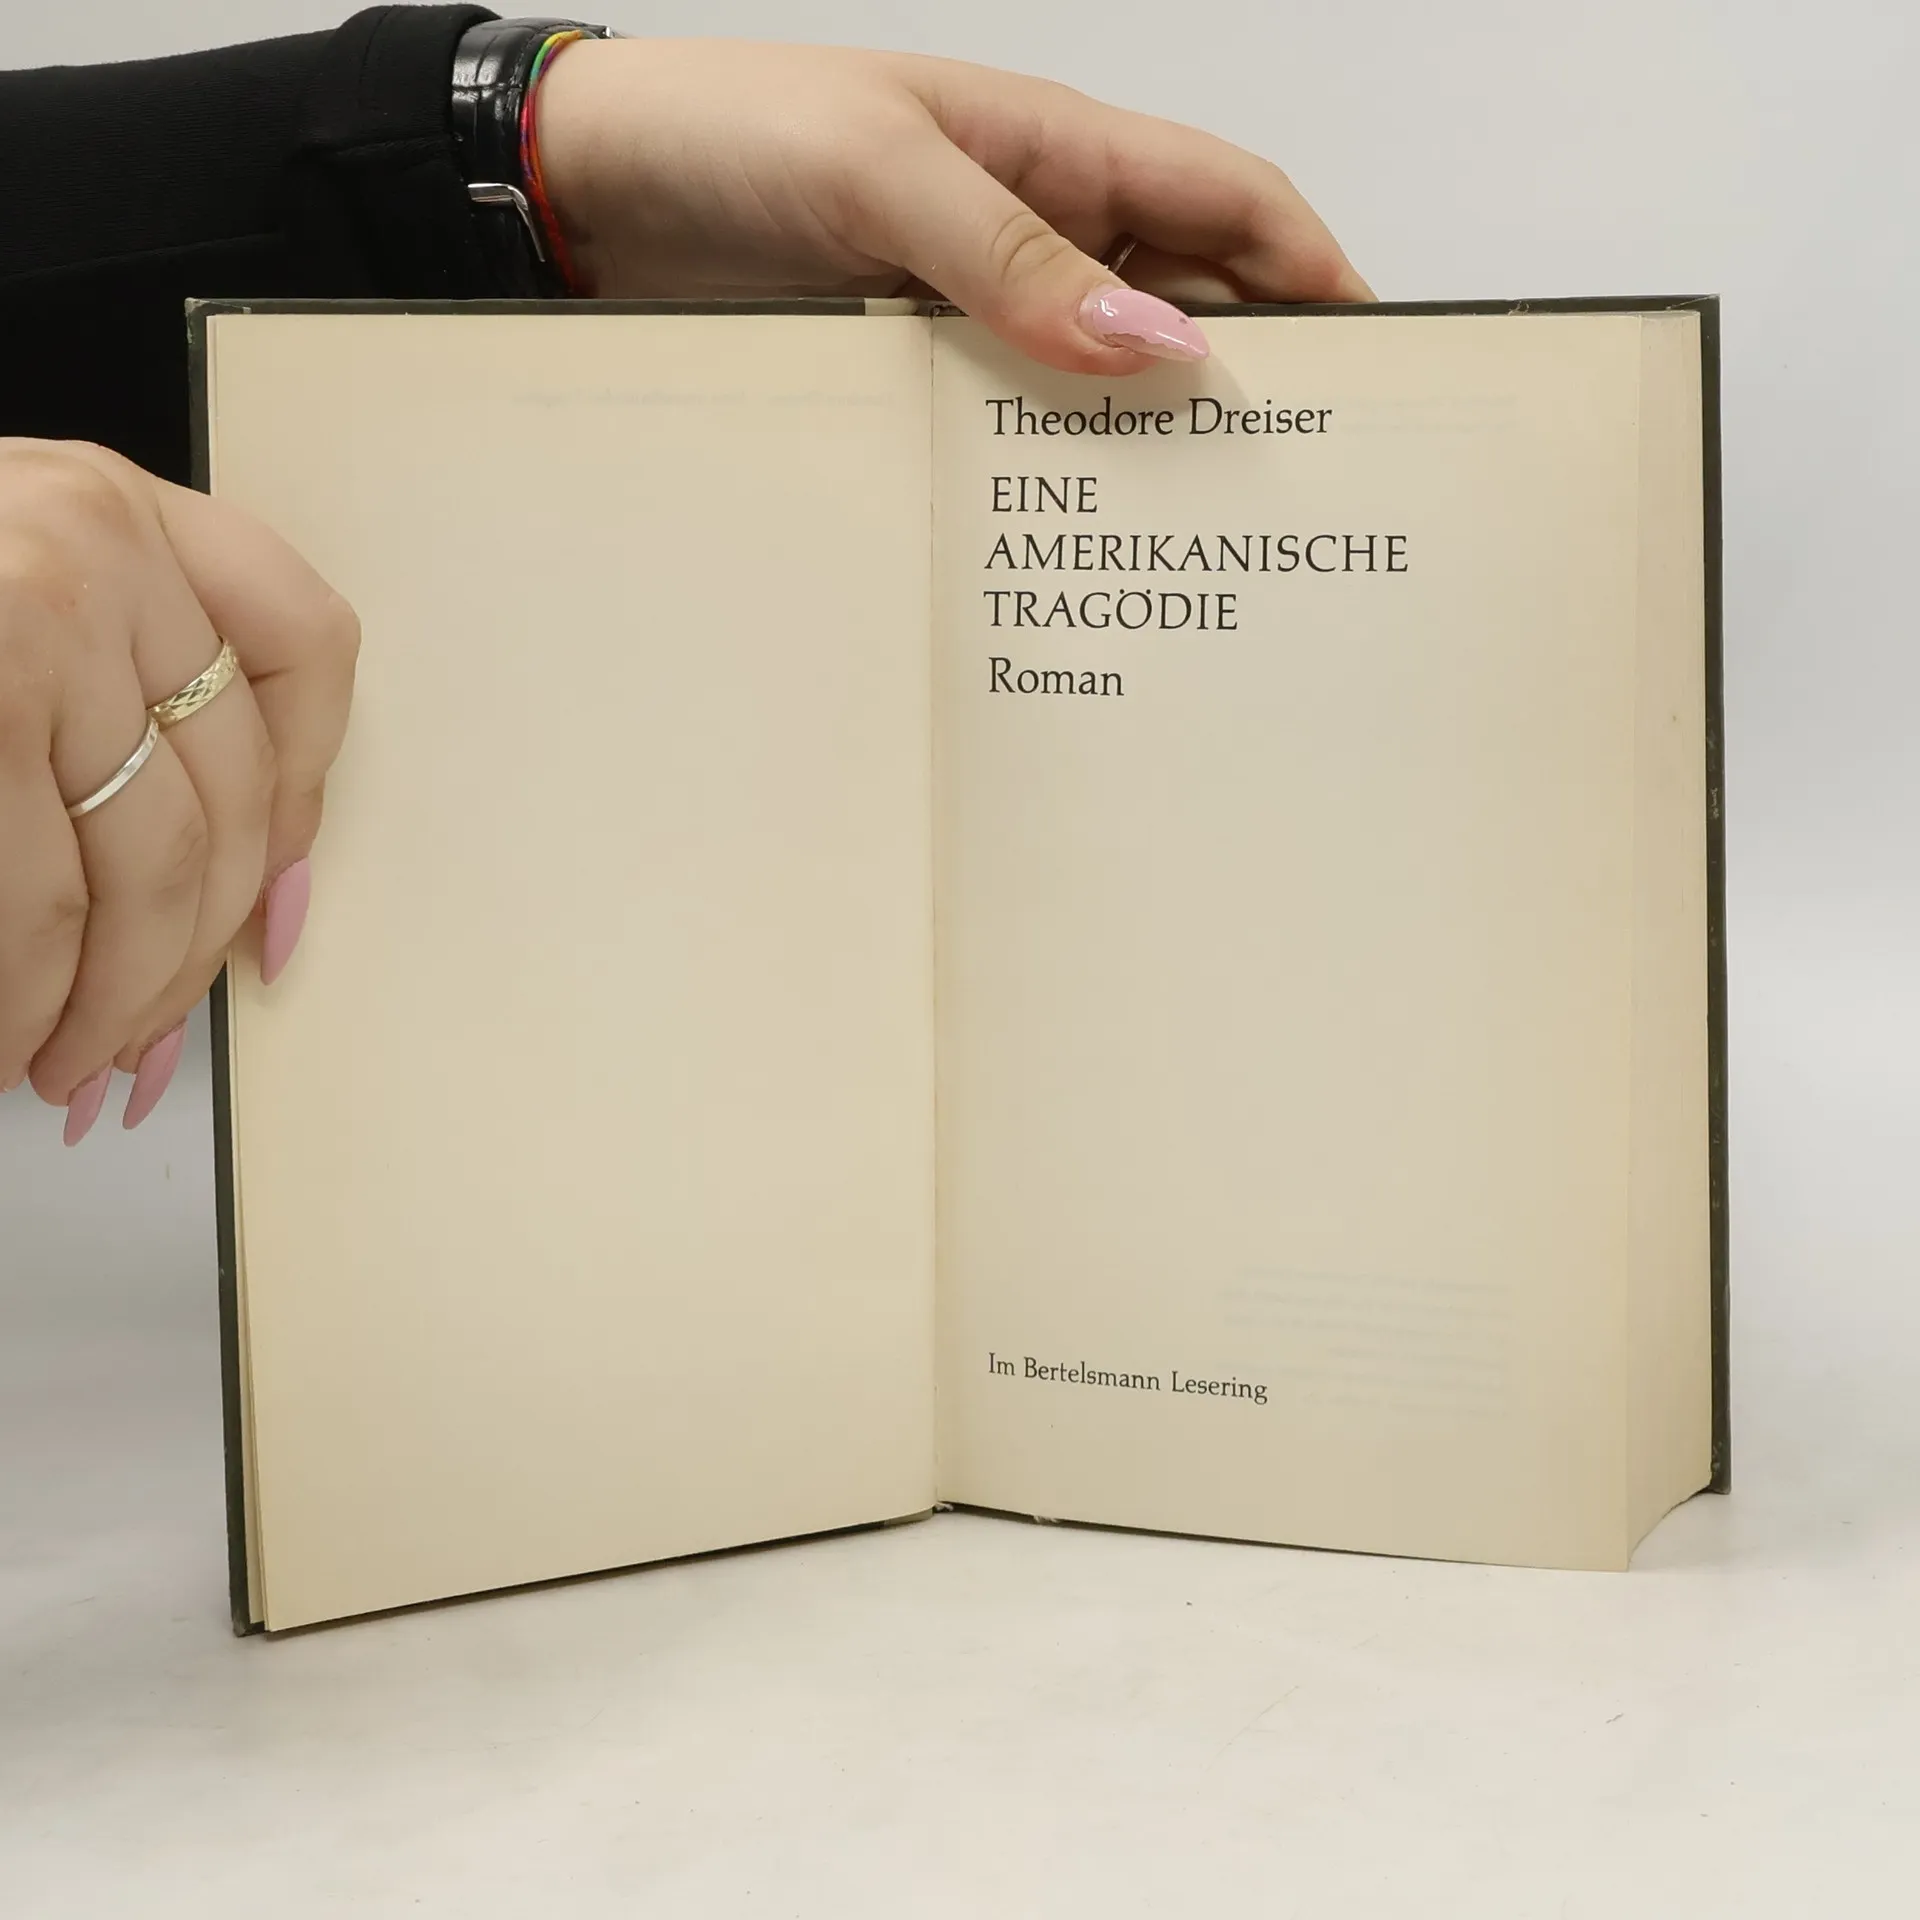 Theodore Dreiser
EINE
AMERIKANISCHE
TRAGÖDIE
Roman
Im Bertelsmann Lesering